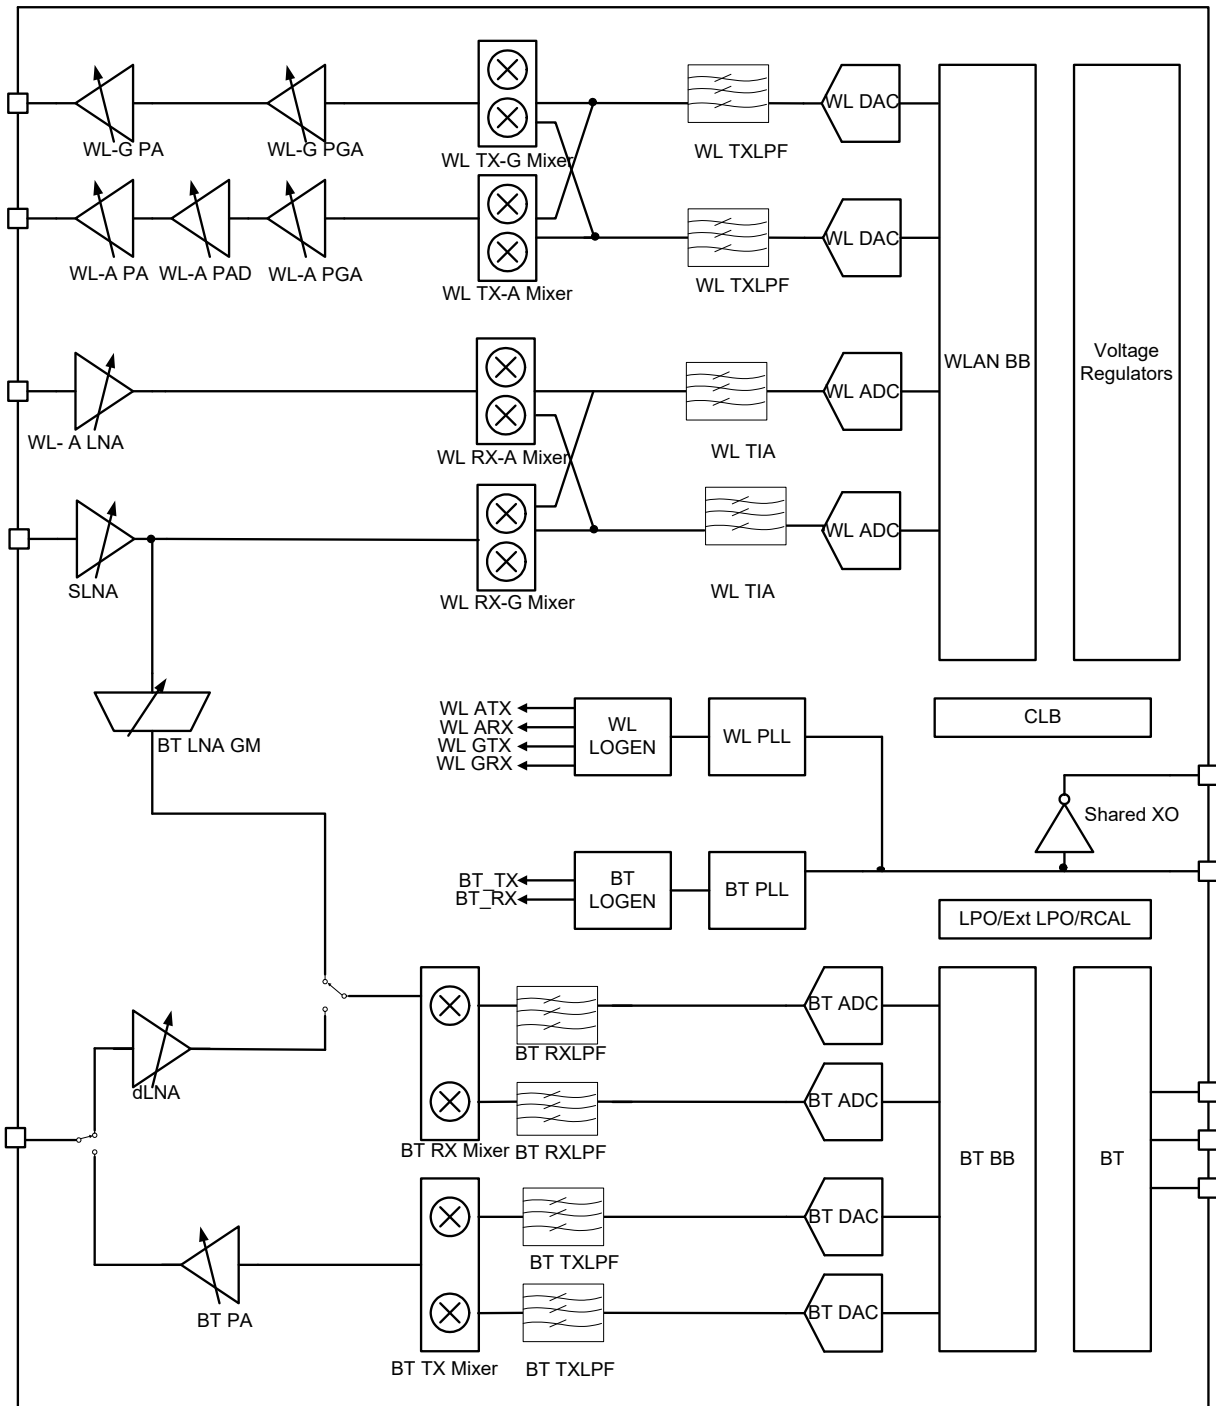 WL DAC
WL-G PA
WL-G PGA
WL TX-G Mixer
WL TXLPF
WL DAC
WL-A PA
WL-A PAD
WL-A PGA
WL TX-A Mixer
WL TXLPF
WLAN BB
Voltage
Regulators
WL ADC
WL- A LNA
WL RX-A Mixer
WL TIA
WL ADC
SLNA
WL RX-G Mixer
WL TIA
BT LNA GM
WL ATX
WL ARX
WL GTX
WL GRX
WL
LOGEN
WL PLL
CLB
Shared XO
BT_TX
BT_RX
BT
LOGEN
BT PLL
LPO/Ext LPO/RCAL
BT ADC
BT RXLPF
dLNA
BT ADC
BT RX Mixer
BT RXLPF
BT BB
BT
BT DAC
BT TXLPF
BT PA
BT DAC
BT TX Mixer
BT TXLPF